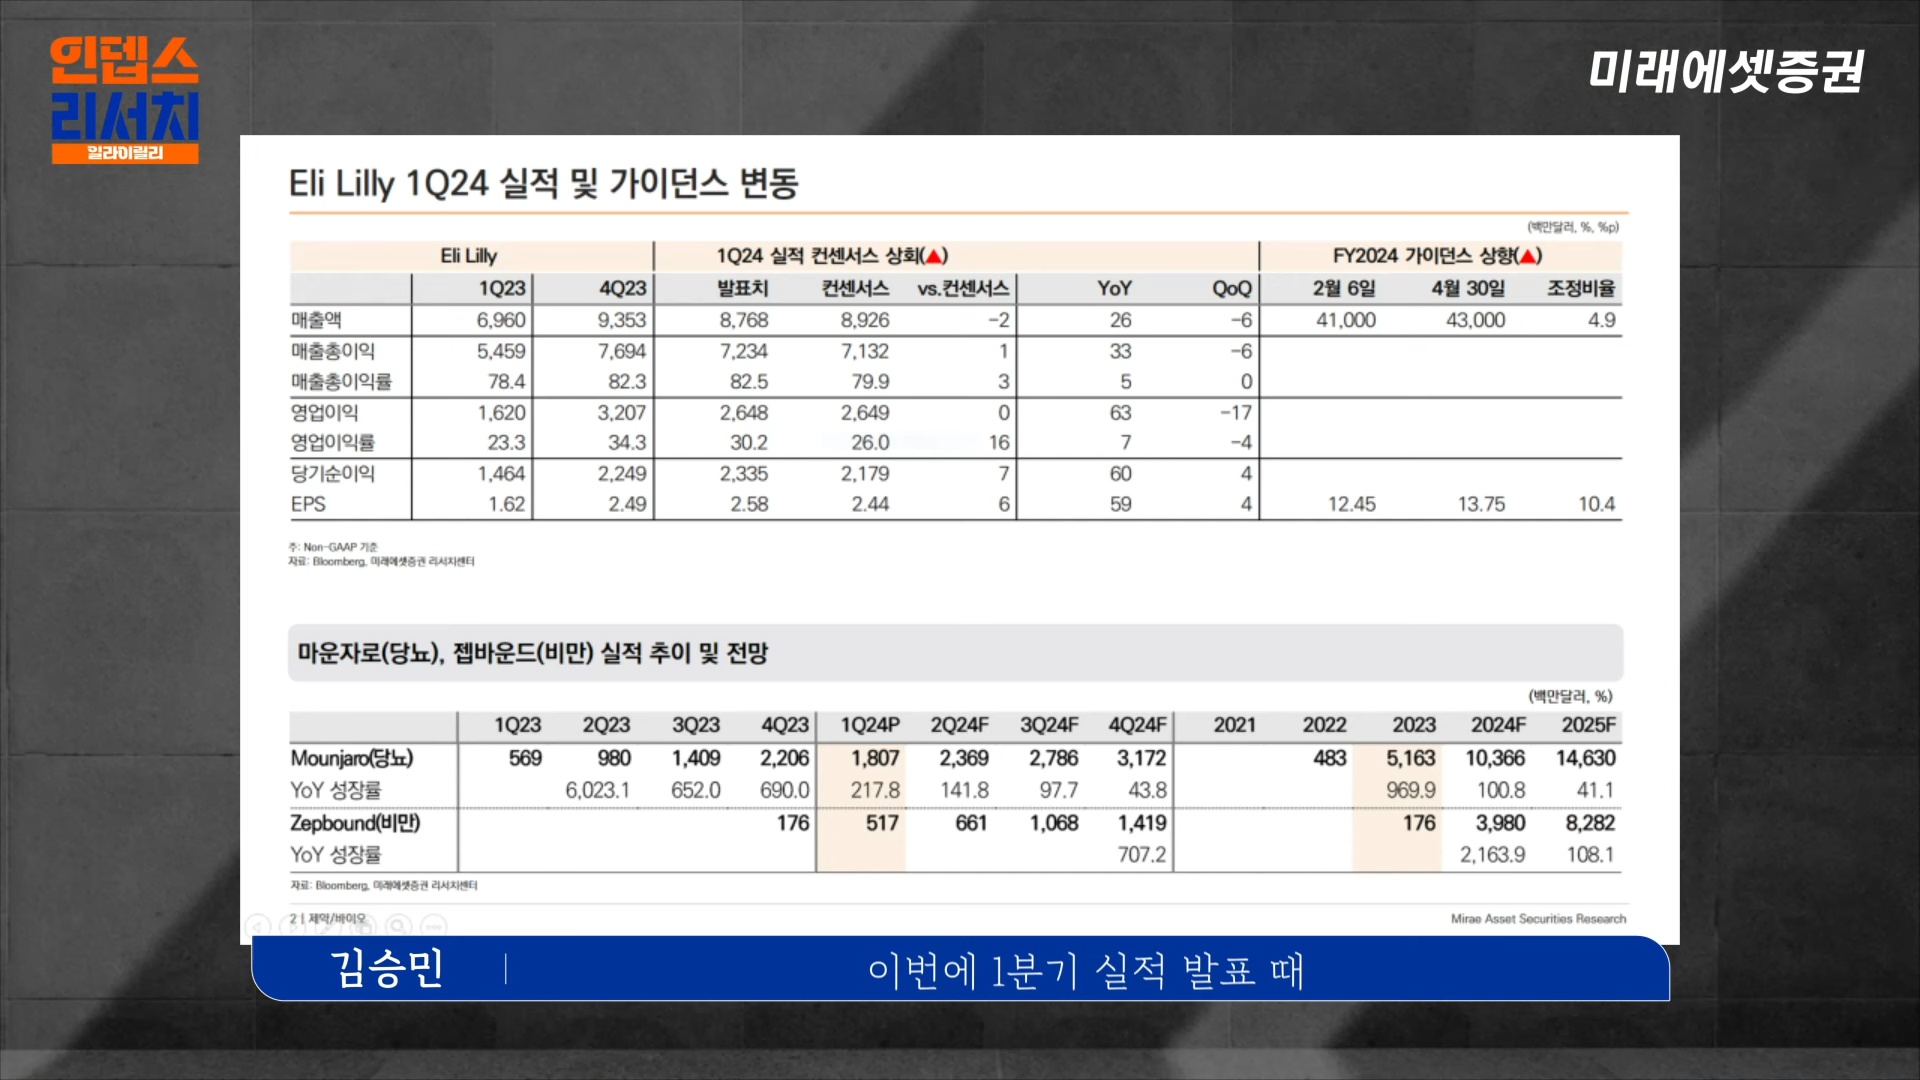 인뎁스
리서치
일라이릴리
미래에셋증권
Eli Lilly 1Q24 실적 및 가이던스 변동
(백만달러, %, %p)
Eli Lilly 1Q24 실적 컨센서스 상회(▲) FY2024 가이던스 상향(▲)
1Q23 4Q23 발표치 컨센서스 vs.컨센서스 YoY QoQ 2월 6일 4월 30일 조정비율
매출액 6,960 9,353 8,768 8,926 -2 26 -6 41,000 43,000 4.9
매출총이익 5,459 7,694 7,234 7,132 1 33 -6
매출총이익률 78.4 82.3 82.5 79.9 3 5 0
영업이익 1,620 3,207 2,648 2,649 0 63 -17
영업이익률 23.3 34.3 30.2 26.0 16 7 -4
당기순이익 1,464 2,249 2,335 2,179 7 60 4
EPS 1.62 2.49 2.58 2.44 6 59 4 12.45 13.75 10.4
주: Non-GAAP 기준
자료: Bloomberg, 미래에셋증권 리서치센터
마운자로(당뇨), 젭바운드(비만) 실적 추이 및 전망
(백만달러, %)
1Q23 2Q23 3Q23 4Q23 1Q24P 2Q24F 3Q24F 4Q24F 2021 2022 2023 2024F 2025F
Mounjaro(당뇨) 569 980 1,409 2,206 1,807 2,369 2,786 3,172 483 5,163 10,366 14,630
YoY 성장률 6,023.1 652.0 690.0 217.8 141.8 97.7 43.8 969.9 100.8 41.1
Zepbound(비만) 176 517 661 1,068 1,419 176 3,980 8,282
YoY 성장률 707.2 2,163.9 108.1
자료: Bloomberg, 미래에셋증권 리서치센터
2 | 제약/바이오 Mirae Asset Securities Research
김승민 이번에 1분기 실적 발표 때